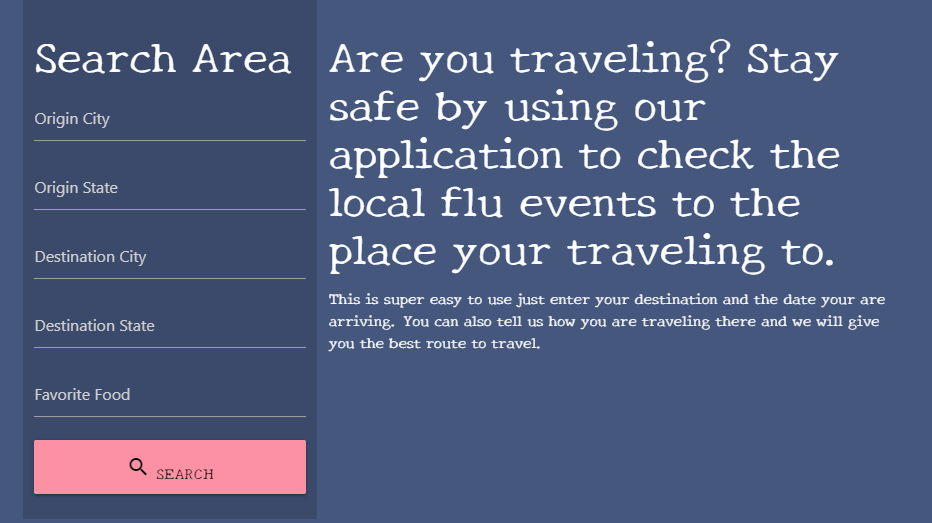 Search Area
Origin City
Origin State
Destination City
Destination State
Favorite Food
SEARCH
Are you traveling? Stay
safe by using our
application to check the
local flu events to the
place your traveling to.
This is super easy to use just enter your destination and the date your are
arriving. You can also tell us how you are traveling there and we will give
you the best route to travel.